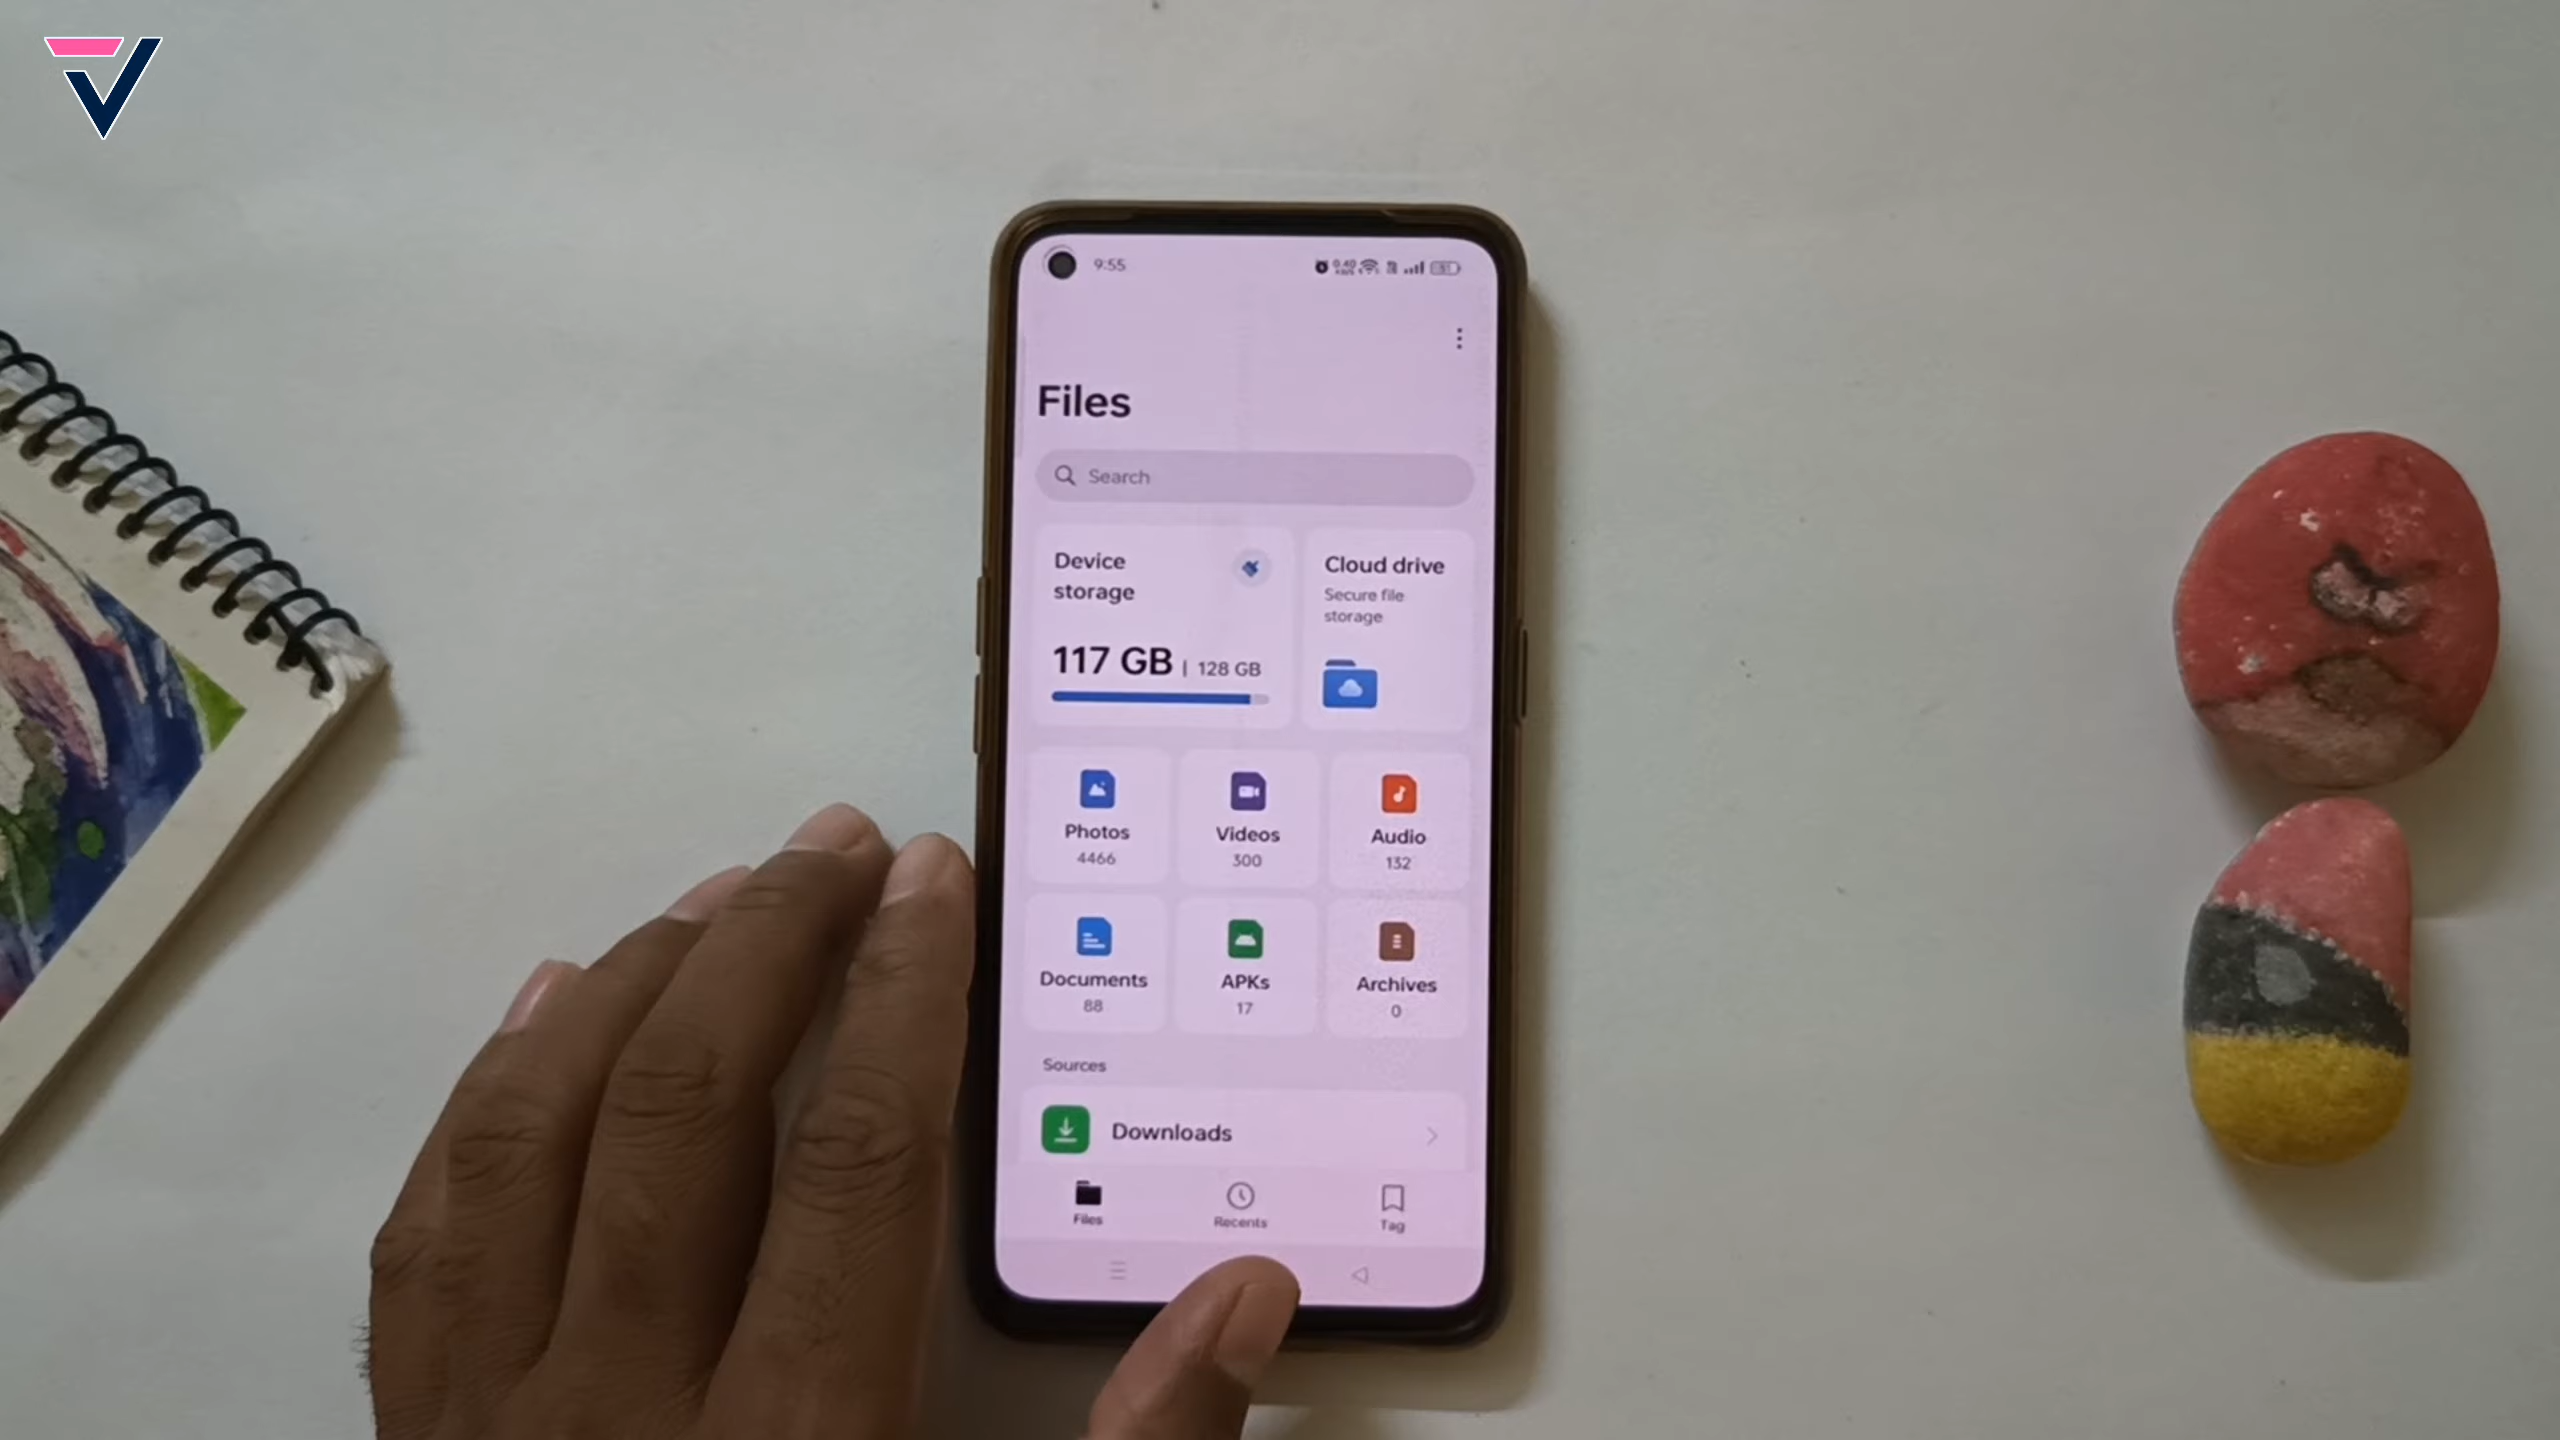 9:55
Files
Search
Device
storage
117 GB | 128 GB
Cloud drive
Secure file
storage
Photos
4466
Videos
300
Audio
132
Documents
88
APKs
17
Archives
0
Sources
Downloads
Files
Recents
Tag